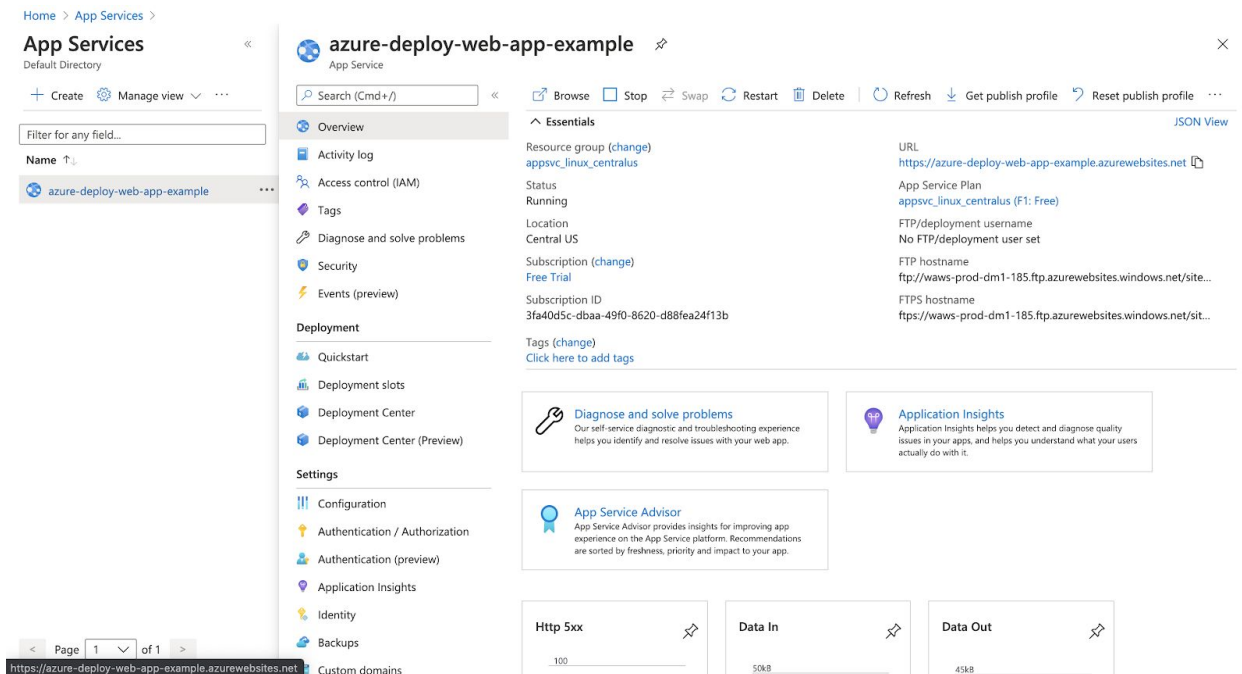 Home > App Services >
App Services
Default Directory
«
+ Create Manage view ...
Filter for any field...
Name ↑↓
azure-deploy-web-app-example ...
< Page 1 of 1 >
https://azure-deploy-web-app-example.azurewebsites.net
azure-deploy-web-app-example
App Service
Search (Cmd+/)
«
Overview
Activity log
Access control (IAM)
Tags
Diagnose and solve problems
Security
Events (preview)
Deployment
Quickstart
Deployment slots
Deployment Center
Deployment Center (Preview)
Settings
Configuration
Authentication / Authorization
Authentication (preview)
Application Insights
Identity
Backups
Custom domains
Browse Stop Swap Restart Delete Refresh Get publish profile Reset publish profile ...
Essentials
JSON View
Resource group (change)
appsvc_linux_centralus
Status
Running
Location
Central US
Subscription (change)
Free Trial
Subscription ID
3fa40d5c-dbaa-49f0-8620-d88fea24f13b
Tags (change)
Click here to add tags
URL
https://azure-deploy-web-app-example.azurewebsites.net
App Service Plan
appsvc_linux_centralus (F1: Free)
FTP/deployment username
No FTP/deployment user set
FTP hostname
ftp://waws-prod-dm1-185.ftp.azurewebsites.windows.net/site...
FTPS hostname
ftps://waws-prod-dm1-185.ftp.azurewebsites.windows.net/sit...
Diagnose and solve problems
Our self-service diagnostic and troubleshooting experience
helps you identify and resolve issues with your web app.
Application Insights
Application Insights helps you detect and diagnose quality
issues in your apps, and helps you understand what your users
actually do with it.
App Service Advisor
App Service Advisor provides insights for improving app
experience on the App Service platform. Recommendations
are sorted by freshness, priority and impact to your app.
Http 5xx
100
Data In
50kB
Data Out
45kB